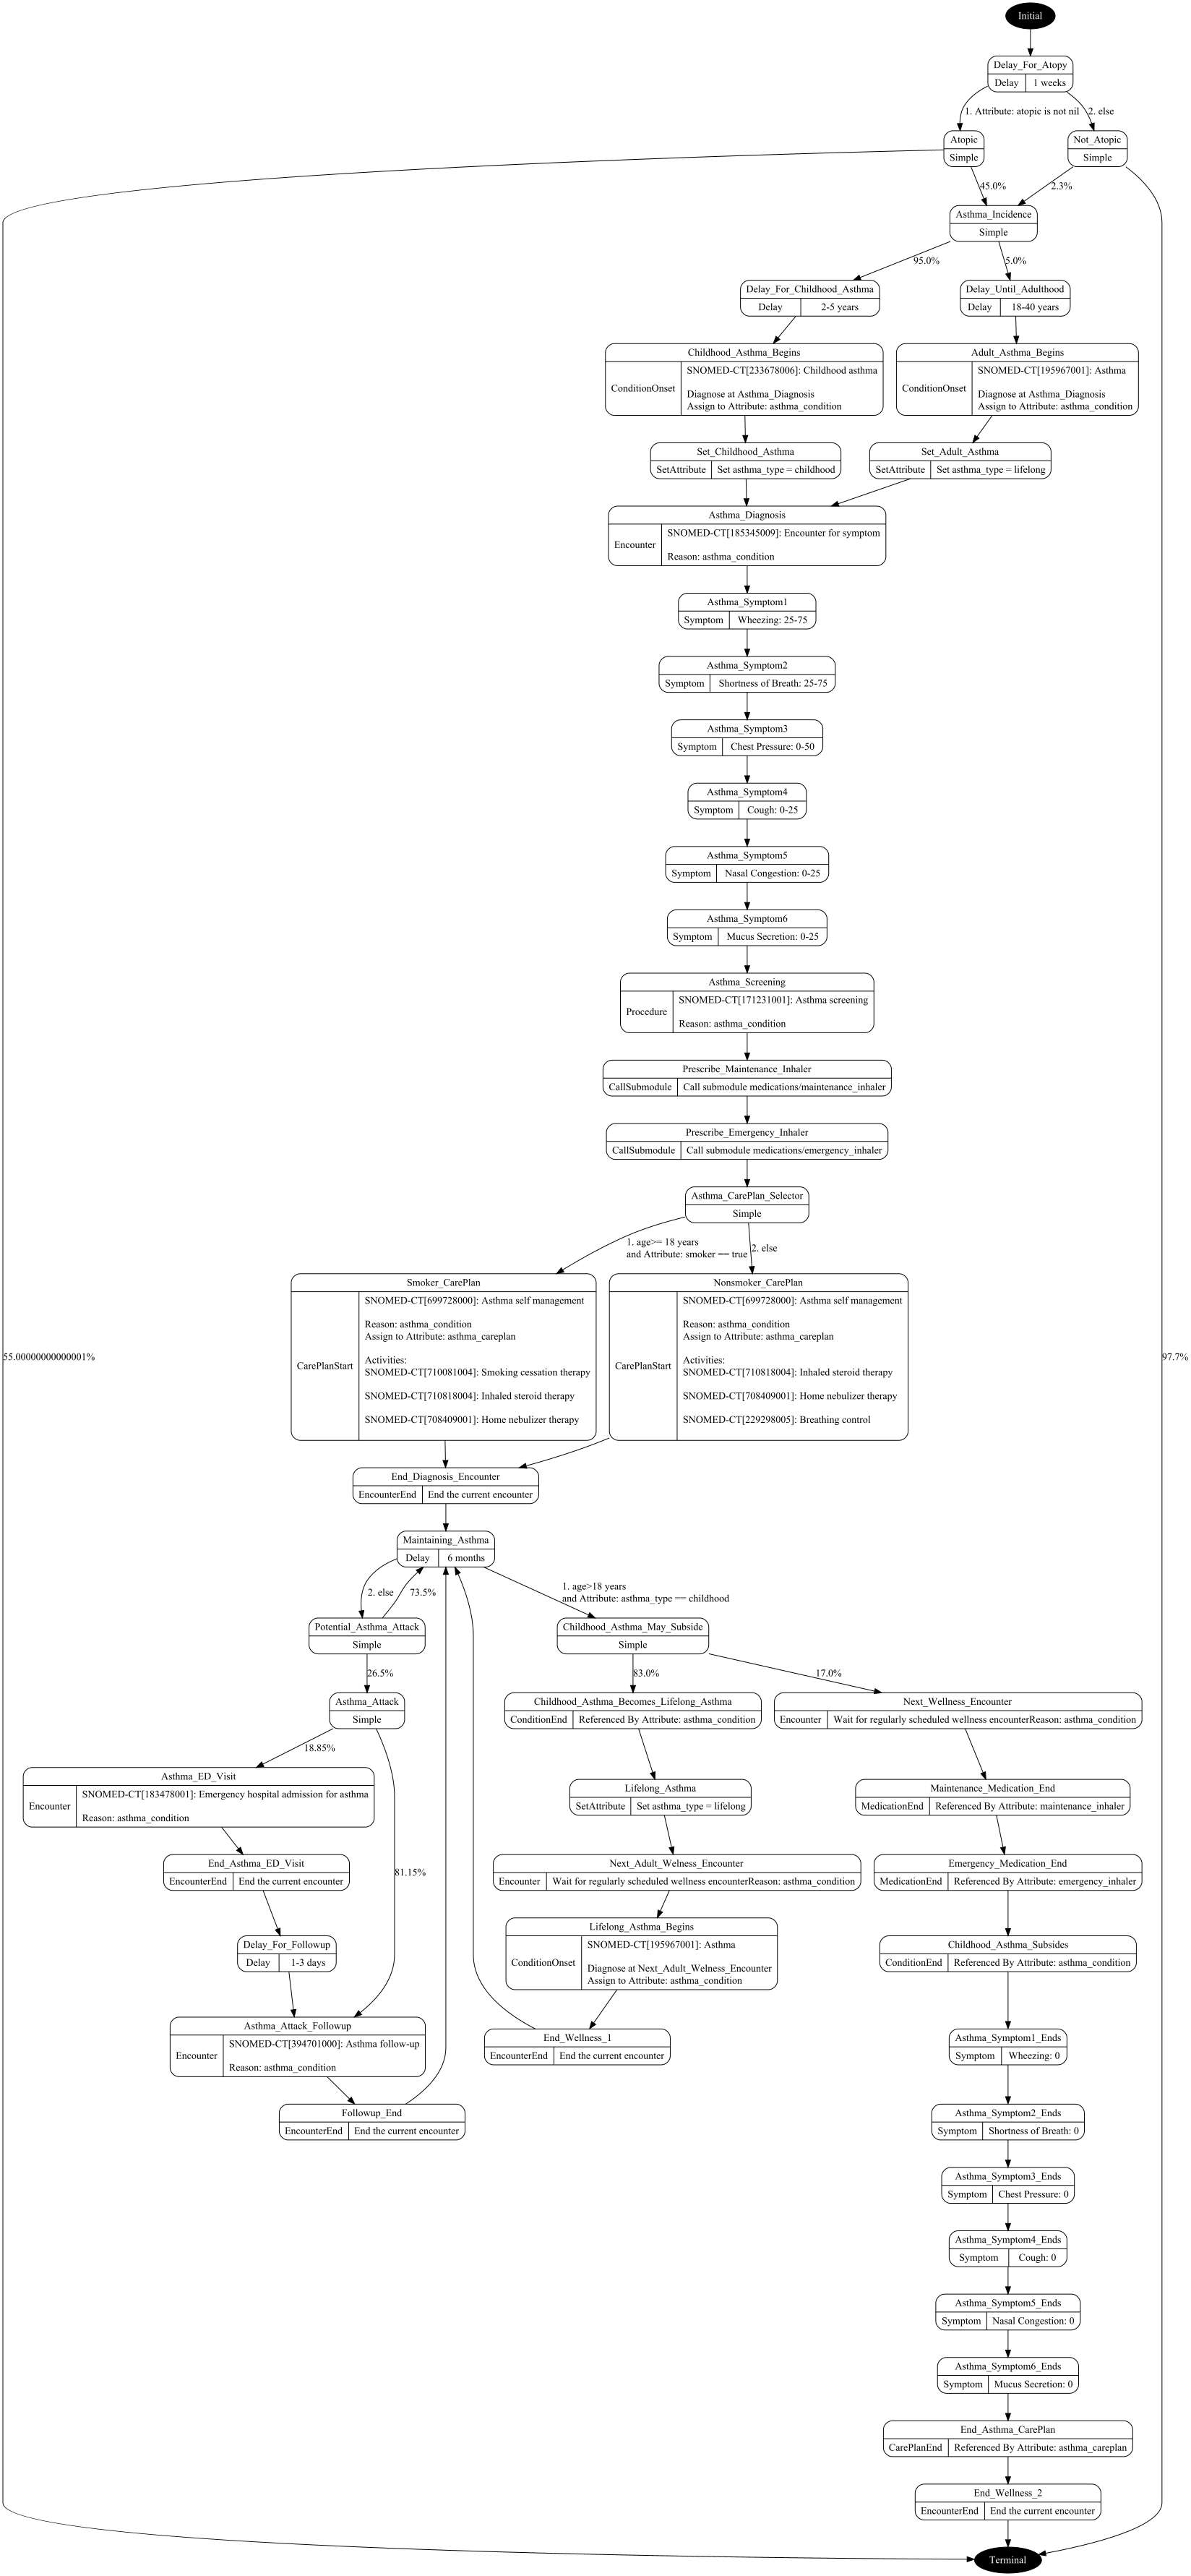 Initial
Delay_For_Atopy
Delay 1 weeks
1. Attribute: atopic is not nil
2. else
Atopic
Simple
Not_Atopic
Simple
45.0%
2.3%
Asthma_Incidence
Simple
95.0%
5.0%
Delay_For_Childhood_Asthma
Delay 2-5 years
Delay_Until_Adulthood
Delay 18-40 years
Childhood_Asthma_Begins
ConditionOnset
SNOMED-CT[233678006]: Childhood asthma
Diagnose at Asthma_Diagnosis
Assign to Attribute: asthma_condition
Adult_Asthma_Begins
ConditionOnset
SNOMED-CT[195967001]: Asthma
Diagnose at Asthma_Diagnosis
Assign to Attribute: asthma_condition
Set_Childhood_Asthma
SetAttribute Set asthma_type = childhood
Set_Adult_Asthma
SetAttribute Set asthma_type = lifelong
Asthma_Diagnosis
Encounter
SNOMED-CT[185345009]: Encounter for symptom
Reason: asthma_condition
Asthma_Symptom1
Symptom Wheezing: 25-75
Asthma_Symptom2
Symptom Shortness of Breath: 25-75
Asthma_Symptom3
Symptom Chest Pressure: 0-50
Asthma_Symptom4
Symptom Cough: 0-25
Asthma_Symptom5
Symptom Nasal Congestion: 0-25
Asthma_Symptom6
Symptom Mucus Secretion: 0-25
Asthma_Screening
Procedure
SNOMED-CT[171231001]: Asthma screening
Reason: asthma_condition
Prescribe_Maintenance_Inhaler
CallSubmodule Call submodule medications/maintenance_inhaler
Prescribe_Emergency_Inhaler
CallSubmodule Call submodule medications/emergency_inhaler
Asthma_CarePlan_Selector
Simple
1. age>= 18 years
and Attribute: smoker == true
2. else
Smoker_CarePlan
CarePlanStart
SNOMED-CT[699728000]: Asthma self management
Reason: asthma_condition
Assign to Attribute: asthma_careplan
Activities:
SNOMED-CT[710081004]: Smoking cessation therapy
SNOMED-CT[710818004]: Inhaled steroid therapy
SNOMED-CT[708409001]: Home nebulizer therapy
Nonsmoker_CarePlan
CarePlanStart
SNOMED-CT[699728000]: Asthma self management
Reason: asthma_condition
Assign to Attribute: asthma_careplan
Activities:
SNOMED-CT[710818004]: Inhaled steroid therapy
SNOMED-CT[708409001]: Home nebulizer therapy
SNOMED-CT[229298005]: Breathing control
55.00000000000001%
97.7%
End_Diagnosis_Encounter
EncounterEnd End the current encounter
Maintaining_Asthma
Delay 6 months
2. else
73.5%
1. age>18 years
and Attribute: asthma_type == childhood
Potential_Asthma_Attack
Simple
Childhood_Asthma_May_Subside
Simple
26.5%
83.0%
17.0%
Asthma_Attack
Simple
Childhood_Asthma_Becomes_Lifelong_Asthma
ConditionEnd Referenced By Attribute: asthma_condition
Next_Wellness_Encounter
Encounter Wait for regularly scheduled wellness encounterReason: asthma_condition
18.85%
Asthma_ED_Visit
Encounter
SNOMED-CT[183478001]: Emergency hospital admission for asthma
Reason: asthma_condition
Lifelong_Asthma
SetAttribute Set asthma_type = lifelong
Maintenance_Medication_End
MedicationEnd Referenced By Attribute: maintenance_inhaler
End_Asthma_ED_Visit
EncounterEnd End the current encounter
81.15%
Next_Adult_Welness_Encounter
Encounter Wait for regularly scheduled wellness encounterReason: asthma_condition
Emergency_Medication_End
MedicationEnd Referenced By Attribute: emergency_inhaler
Delay_For_Followup
Delay 1-3 days
Lifelong_Asthma_Begins
ConditionOnset
SNOMED-CT[195967001]: Asthma
Diagnose at Next_Adult_Welness_Encounter
Assign to Attribute: asthma_condition
Childhood_Asthma_Subsides
ConditionEnd Referenced By Attribute: asthma_condition
Asthma_Attack_Followup
Encounter
SNOMED-CT[394701000]: Asthma follow-up
Reason: asthma_condition
End_Wellness_1
EncounterEnd End the current encounter
Asthma_Symptom1_Ends
Symptom Wheezing: 0
Followup_End
EncounterEnd End the current encounter
Asthma_Symptom2_Ends
Symptom Shortness of Breath: 0
Asthma_Symptom3_Ends
Symptom Chest Pressure: 0
Asthma_Symptom4_Ends
Symptom Cough: 0
Asthma_Symptom5_Ends
Symptom Nasal Congestion: 0
Asthma_Symptom6_Ends
Symptom Mucus Secretion: 0
End_Asthma_CarePlan
CarePlanEnd Referenced By Attribute: asthma_careplan
End_Wellness_2
EncounterEnd End the current encounter
Terminal